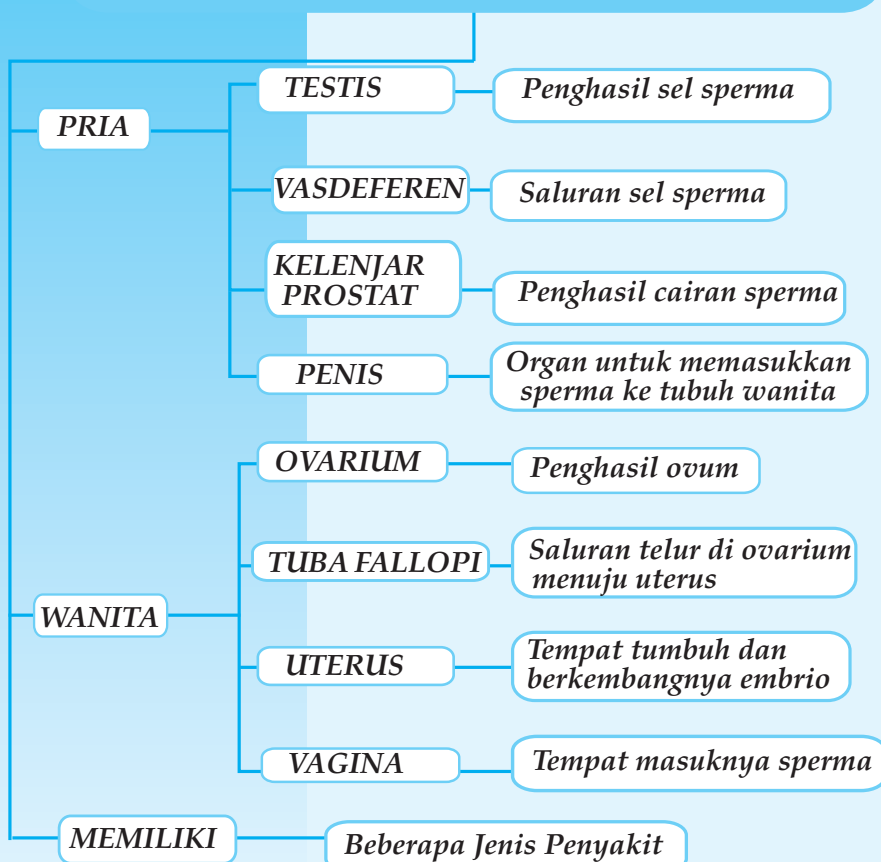 PRIA
TESTIS
Penghasil sel sperma
VASDEFEREN
Saluran sel sperma
KELENJAR
PROSTAT
Penghasil cairan sperma
PENIS
Organ untuk memasukkan
sperma ke tubuh wanita
WANITA
OVARIUM
Penghasil ovum
TUBA FALLOPI
Saluran telur di ovarium
menuju uterus
UTERUS
Tempat tumbuh dan
berkembangnya embrio
VAGINA
Tempat masuknya sperma
MEMILIKI
Beberapa Jenis Penyakit